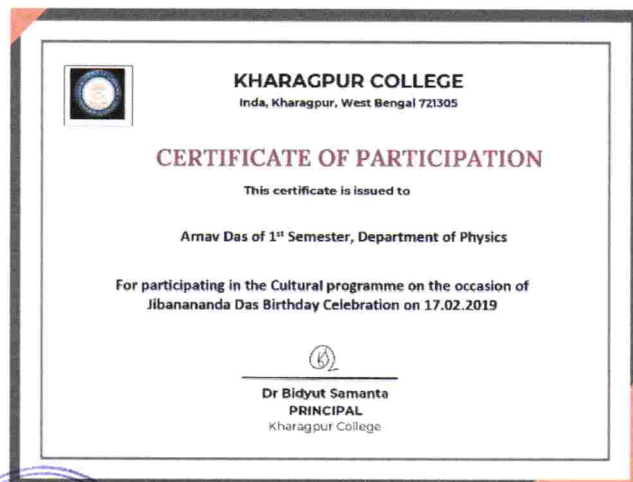 KHARAGPUR COLLEGE
Inda, Kharagpur, West Bengal 721305
CERTIFICATE OF PARTICIPATION
This certificate is issued to
Arnav Das of 1st Semester, Department of Physics
For participating in the Cultural programme on the occasion of
Jibanananda Das Birthday Celebration on 17.02.2019
Dr Bidyut Samanta
PRINCIPAL
Kharagpur College